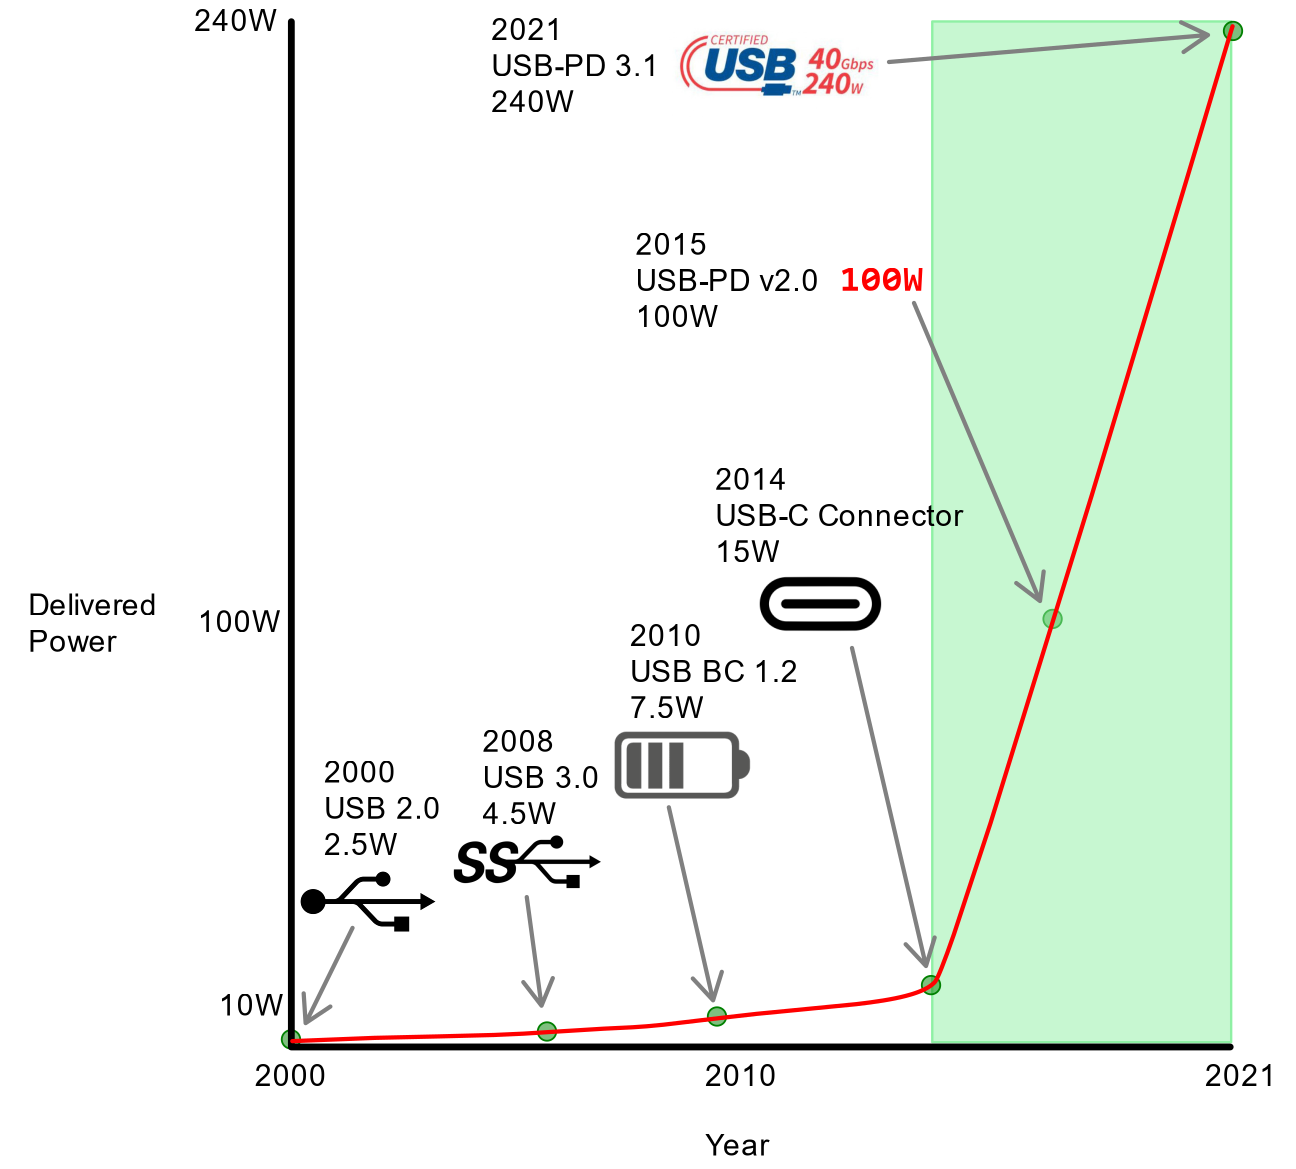 240W
2021
USB-PD 3.1
240W
CERTIFIED
USB
™
40Gbps
240W
2015
USB-PD v2.0
100W
100W
2014
USB-C Connector
15W
Delivered
Power
100W
2010
USB BC 1.2
7.5W
2008
USB 3.0
4.5W
SS
2000
USB 2.0
2.5W
10W
2000
2010
2021
Year